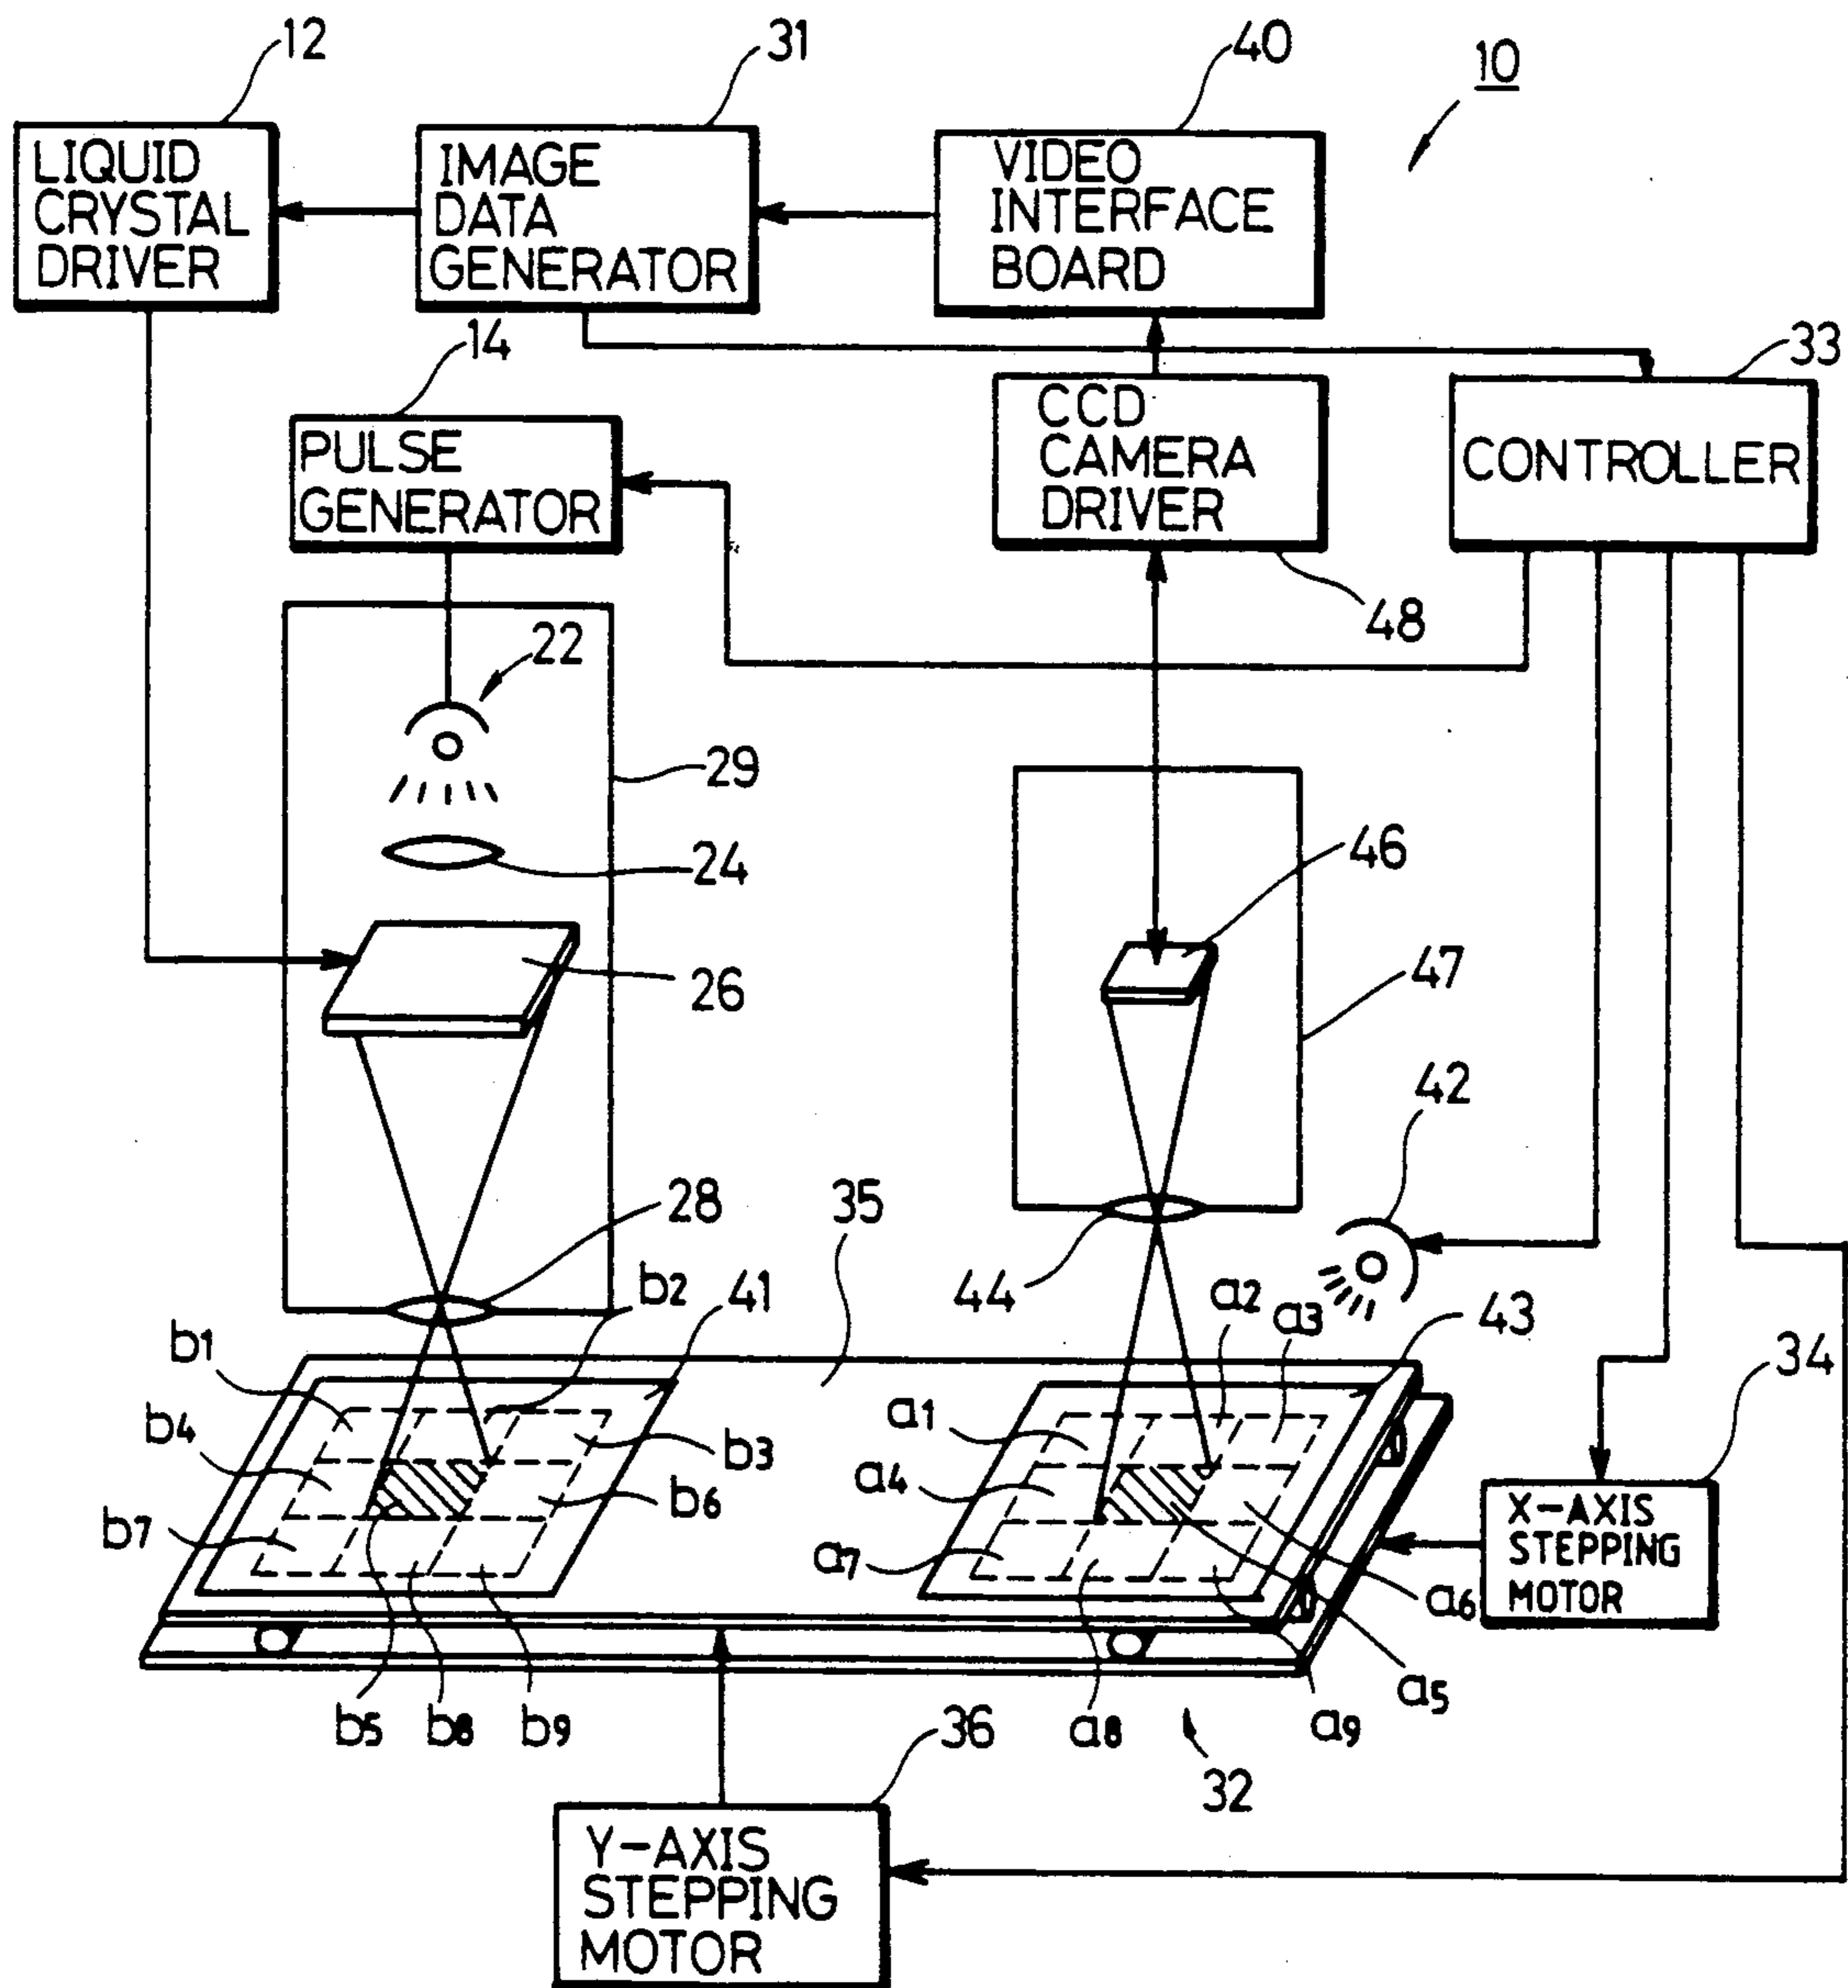 12
31
40
10
LIQUID
CRYSTAL
DRIVER
IMAGE
DATA
GENERATOR
VIDEO
INTERFACE
BOARD
14
33
PULSE
GENERATOR
CCD
CAMERA
DRIVER
CONTROLLER
48
22
29
24
46
26
47
42
28
35
44
b2
41
a2
a3
43
b1
34
b4
b3
a1
a4
b6
b7
a7
X-AXIS
STEPPING
MOTOR
a6
a5
b5
b8
b9
36
a8
a9
32
Y-AXIS
STEPPING
MOTOR